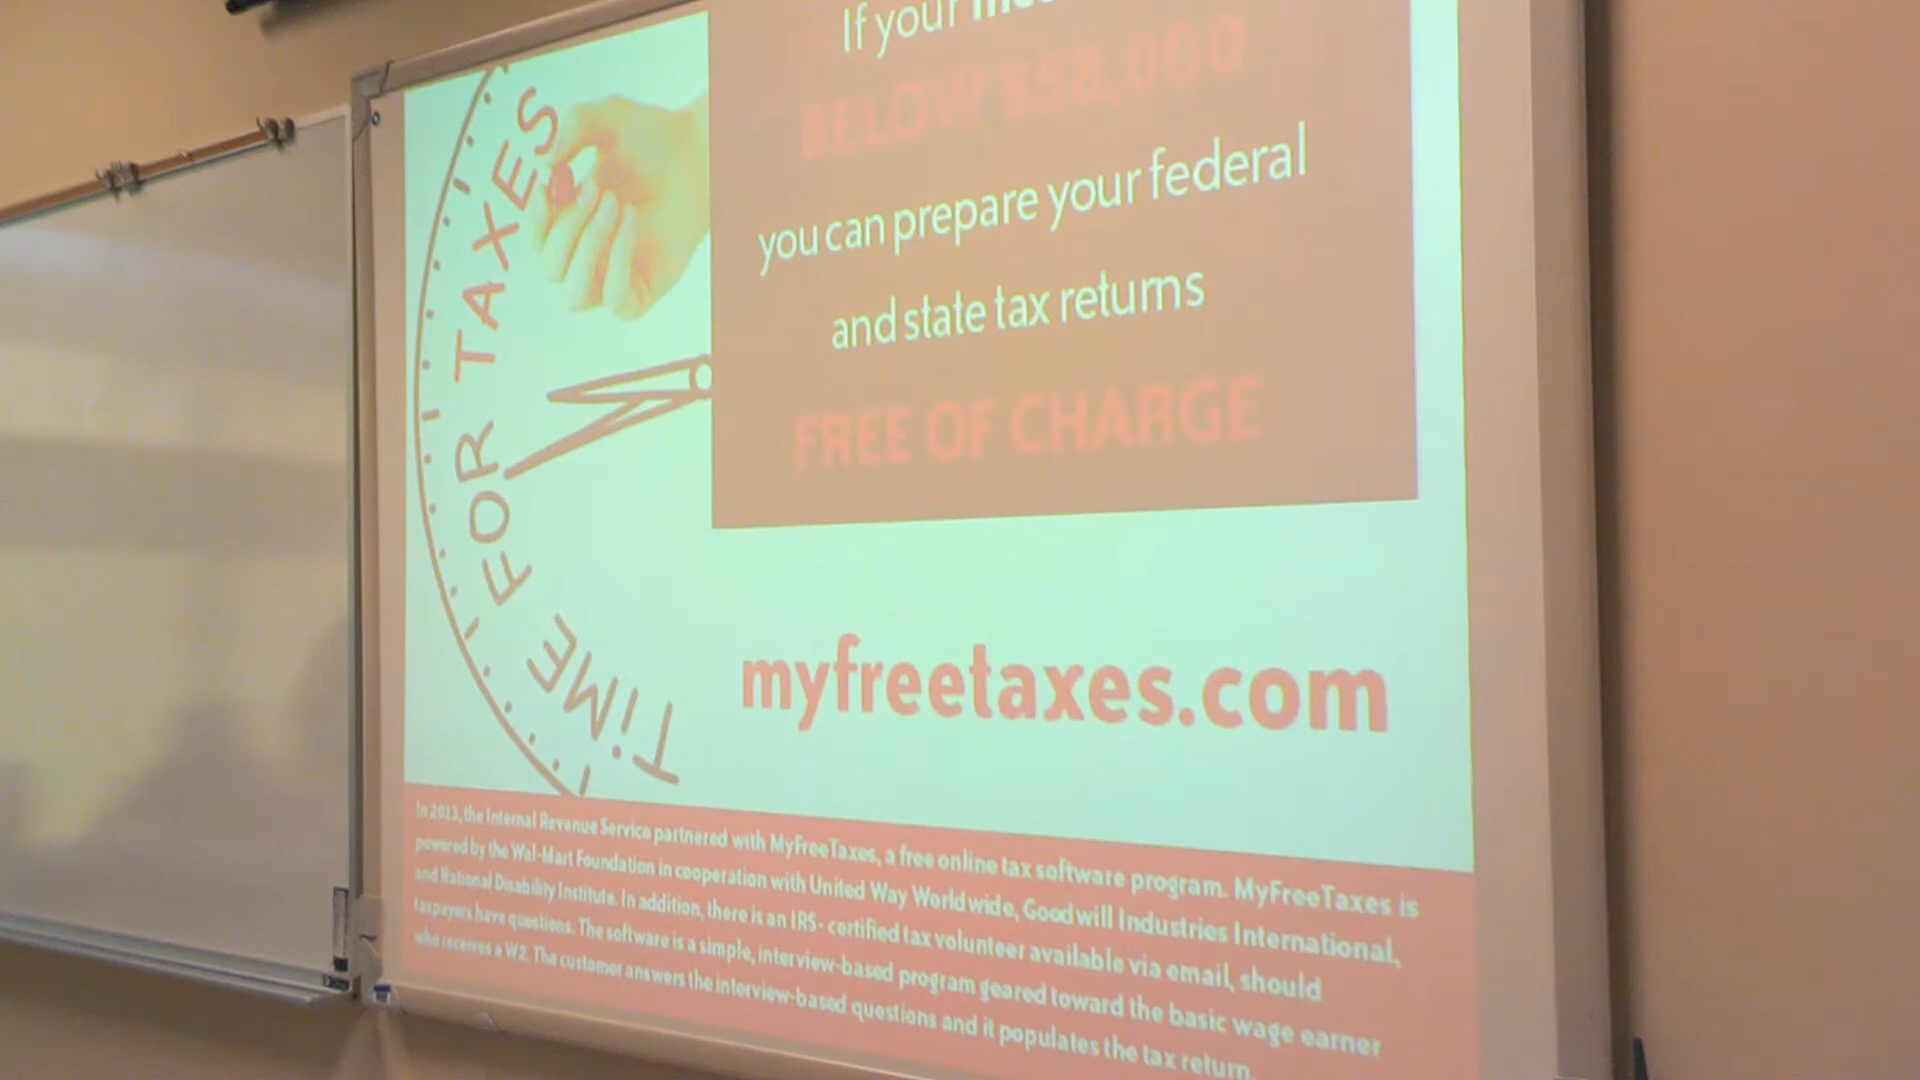 If your
BELOW $58,000
you can prepare your federal
and state tax returns
FREE OF CHARGE
TiME FOR TAXES
myfreetaxes.com
In 2013, the Internal Revenue Service partnered with MyFreeTaxes, a free online tax software program. MyFreeTaxes is
powered by the Wal-Mart Foundation in cooperation with United Way Worldwide, Goodwill Industries International,
and National Disability Institute. In addition, there is an IRS- certified tax volunteer available via email, should
taxpayers have questions. The software is a simple, interview-based program geared toward the basic wage earner
who receives a W2. The customer answers the interview-based questions and it populates the tax return.